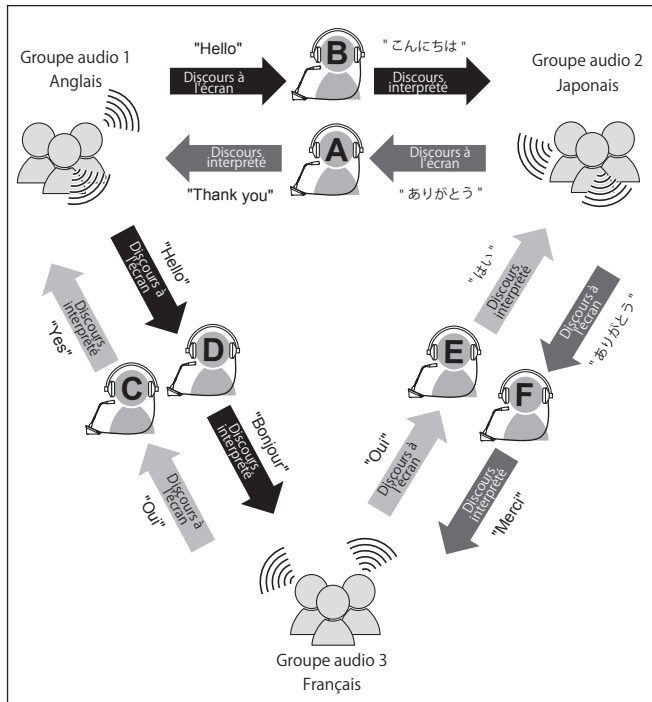 Groupe audio 1
Anglais
"Hello"
Discours à
l'écran
B
" こんにちは "
Discours
interprété
Groupe audio 2
Japonais
Discours
interprété
"Thank you"
A
Discours à
l'écran
" ありがとう "
"Hello"
Discours à
l'écran
"Yes"
Discours
interprété
C
D
"Bonjour"
Discours
interprété
"Oui"
Discours à
l'écran
" はい "
Discours
interprété
E
F
Discours à
l'écran
" ありがとう "
"Oui"
Discours à
l'écran
Discours
interprété
"Merci"
Groupe audio 3
Français